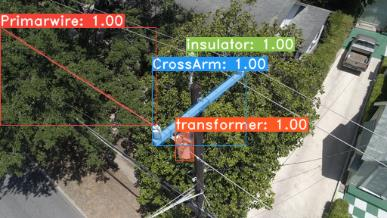 Primarwire: 1.00
insulator: 1.00
CrossArm: 1.00
transformer: 1.00